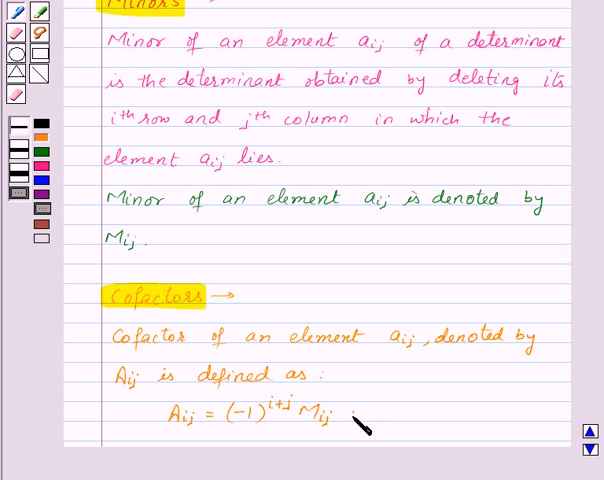 Minors →
Minor of an element aij of a determinant
is the determinant obtained by deleting its
ith row and jth column in which the
element aij lies.
Minor of an element aij is denoted by
Mij.
Cofactors →
Cofactor of an element aij, denoted by
Aij is defined as :
Aij = (-1)^{i+j} Mij